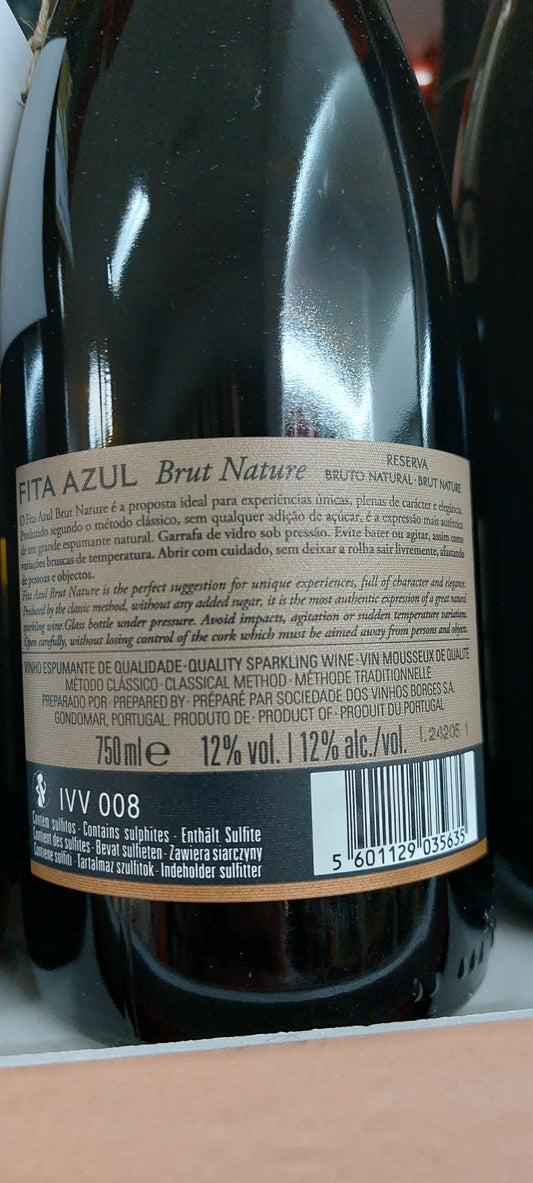 FITA AZUL Brut Nature RESERVA
BRUTO NATURAL · BRUT NATURE
O Fita Azul Brut Nature é a proposta ideal para experiências únicas, plenas de carácter e elegância.
Produzido segundo o método clássico, sem qualquer adição de açúcar, é a expressão mais autêntica
de um grande espumante natural. Garrafa de vidro sob pressão. Evite bater ou agitar, assim como
variações bruscas de temperatura. Abrir com cuidado, sem deixar a rolha sair livremente, afastando
de pessoas e objectos.
Fita Azul Brut Nature is the perfect suggestion for unique experiences, full of character and elegance.
Produced by the classic method, without any added sugar, it is the most authentic expression of a great natural
sparkling wine. Glass bottle under pressure. Avoid impacts, agitation or sudden temperature variations.
Open carefully, without losing control of the cork which must be aimed away from persons and objects.
VINHO ESPUMANTE DE QUALIDADE · QUALITY SPARKLING WINE · VIN MOUSSEUX DE QUALITÉ
MÉTODO CLÁSSICO · CLASSICAL METHOD · MÉTHODE TRADITIONNELLE
PREPARADO POR · PREPARED BY · PRÉPARÉ PAR SOCIEDADE DOS VINHOS BORGES S.A.
GONDOMAR, PORTUGAL. PRODUTO DE · PRODUCT OF · PRODUIT DU PORTUGAL
750 ml e 12% vol. | 12% alc./vol.
IVV 008
Contém sulfitos · Contains sulphites · Enthält Sulfite
Contient des sulfites · Bevat sulfieten · Zawiera siarczyny
Contiene solfiti · Tartalmaz szulfitok · Indeholder sulfitter
5 601129 035635